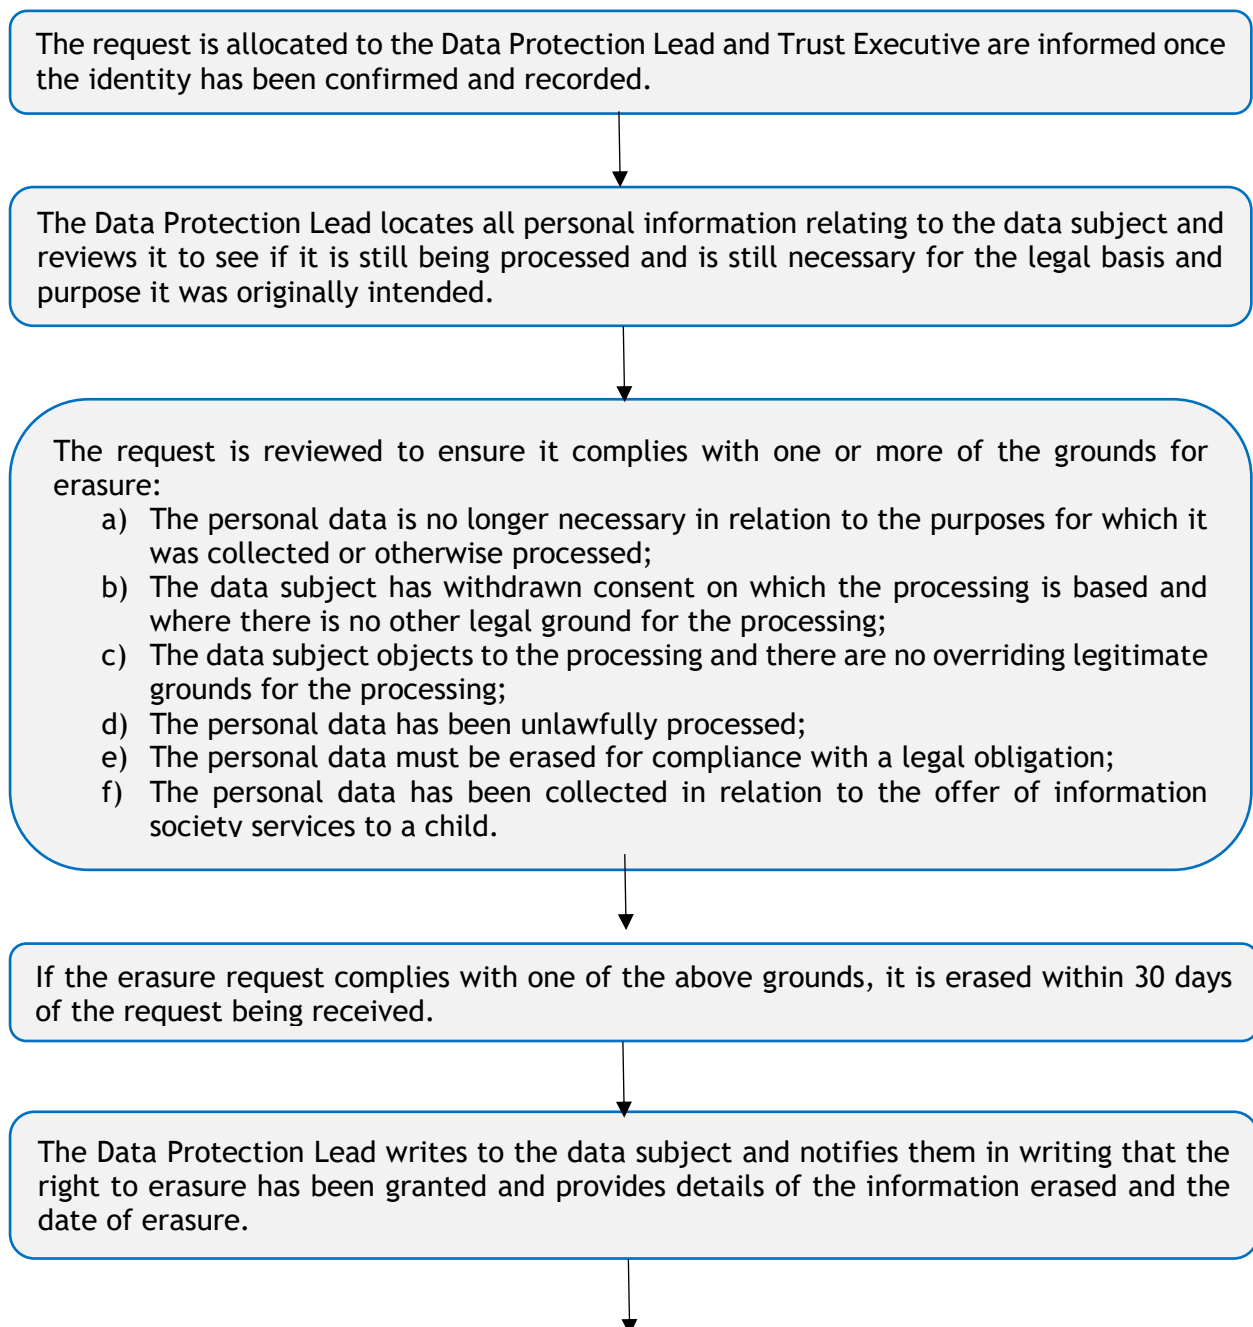 The request is allocated to the Data Protection Lead and Trust Executive are informed once
the identity has been confirmed and recorded.
The Data Protection Lead locates all personal information relating to the data subject and
reviews it to see if it is still being processed and is still necessary for the legal basis and
purpose it was originally intended.
The request is reviewed to ensure it complies with one or more of the grounds for
erasure:
a) The personal data is no longer necessary in relation to the purposes for which it
was collected or otherwise processed;
b) The data subject has withdrawn consent on which the processing is based and
where there is no other legal ground for the processing;
c) The data subject objects to the processing and there are no overriding legitimate
grounds for the processing;
d) The personal data has been unlawfully processed;
e) The personal data must be erased for compliance with a legal obligation;
f) The personal data has been collected in relation to the offer of information
society services to a child.
If the erasure request complies with one of the above grounds, it is erased within 30 days
of the request being received.
The Data Protection Lead writes to the data subject and notifies them in writing that the
right to erasure has been granted and provides details of the information erased and the
date of erasure.